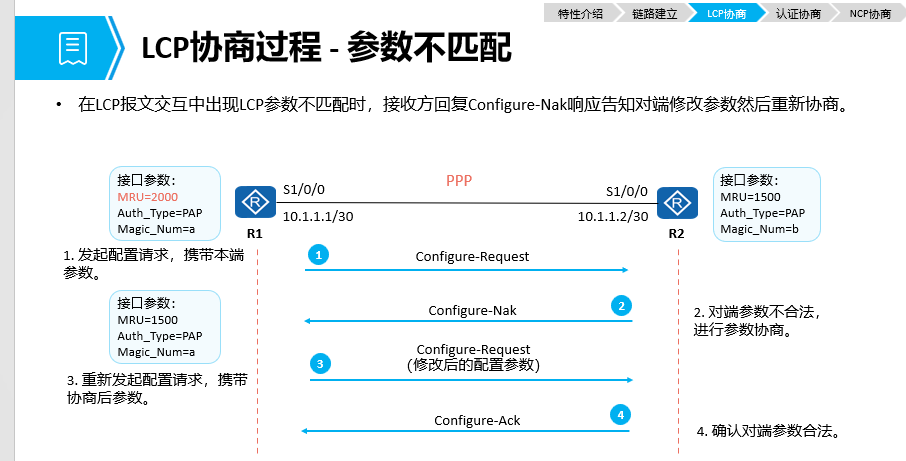 特性介绍
链路建立
LCP协商
认证协商
NCP协商
LCP协商过程 - 参数不匹配
• 在LCP报文交互中出现LCP参数不匹配时，接收方回复Configure-Nak响应告知对端修改参数然后重新协商。
接口参数：
MRU=2000
Auth_Type=PAP
Magic_Num=a
R
S1/0/0
10.1.1.1/30
R1
PPP
S1/0/0
10.1.1.2/30
R
R2
接口参数：
MRU=1500
Auth_Type=PAP
Magic_Num=b
1. 发起配置请求，携带本端
参数。
1
Configure-Request
接口参数：
MRU=1500
Auth_Type=PAP
Magic_Num=a
Configure-Nak
2
2. 对端参数不合法，
进行参数协商。
3. 重新发起配置请求，携带
协商后参数。
3
Configure-Request
(修改后的配置参数)
Configure-Ack
4
4. 确认对端参数合法。